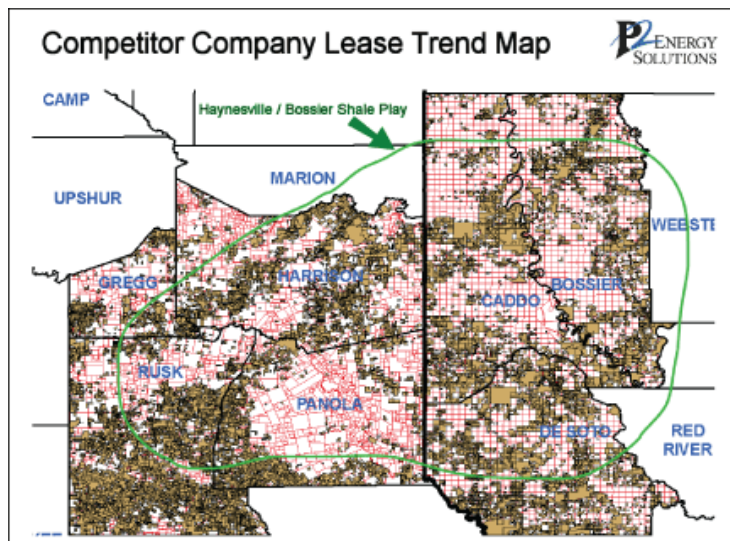 Competitor Company Lease Trend Map
P2 ENERGY
SOLUTIONS
CAMP
Haynesville / Bossier Shale Play
MARION
UPSHUR
WEBSTE
GREGG
HARRISON
CADDO
BOSSIER
RUSK
PANOLA
DE SOTO
RED
RIVER